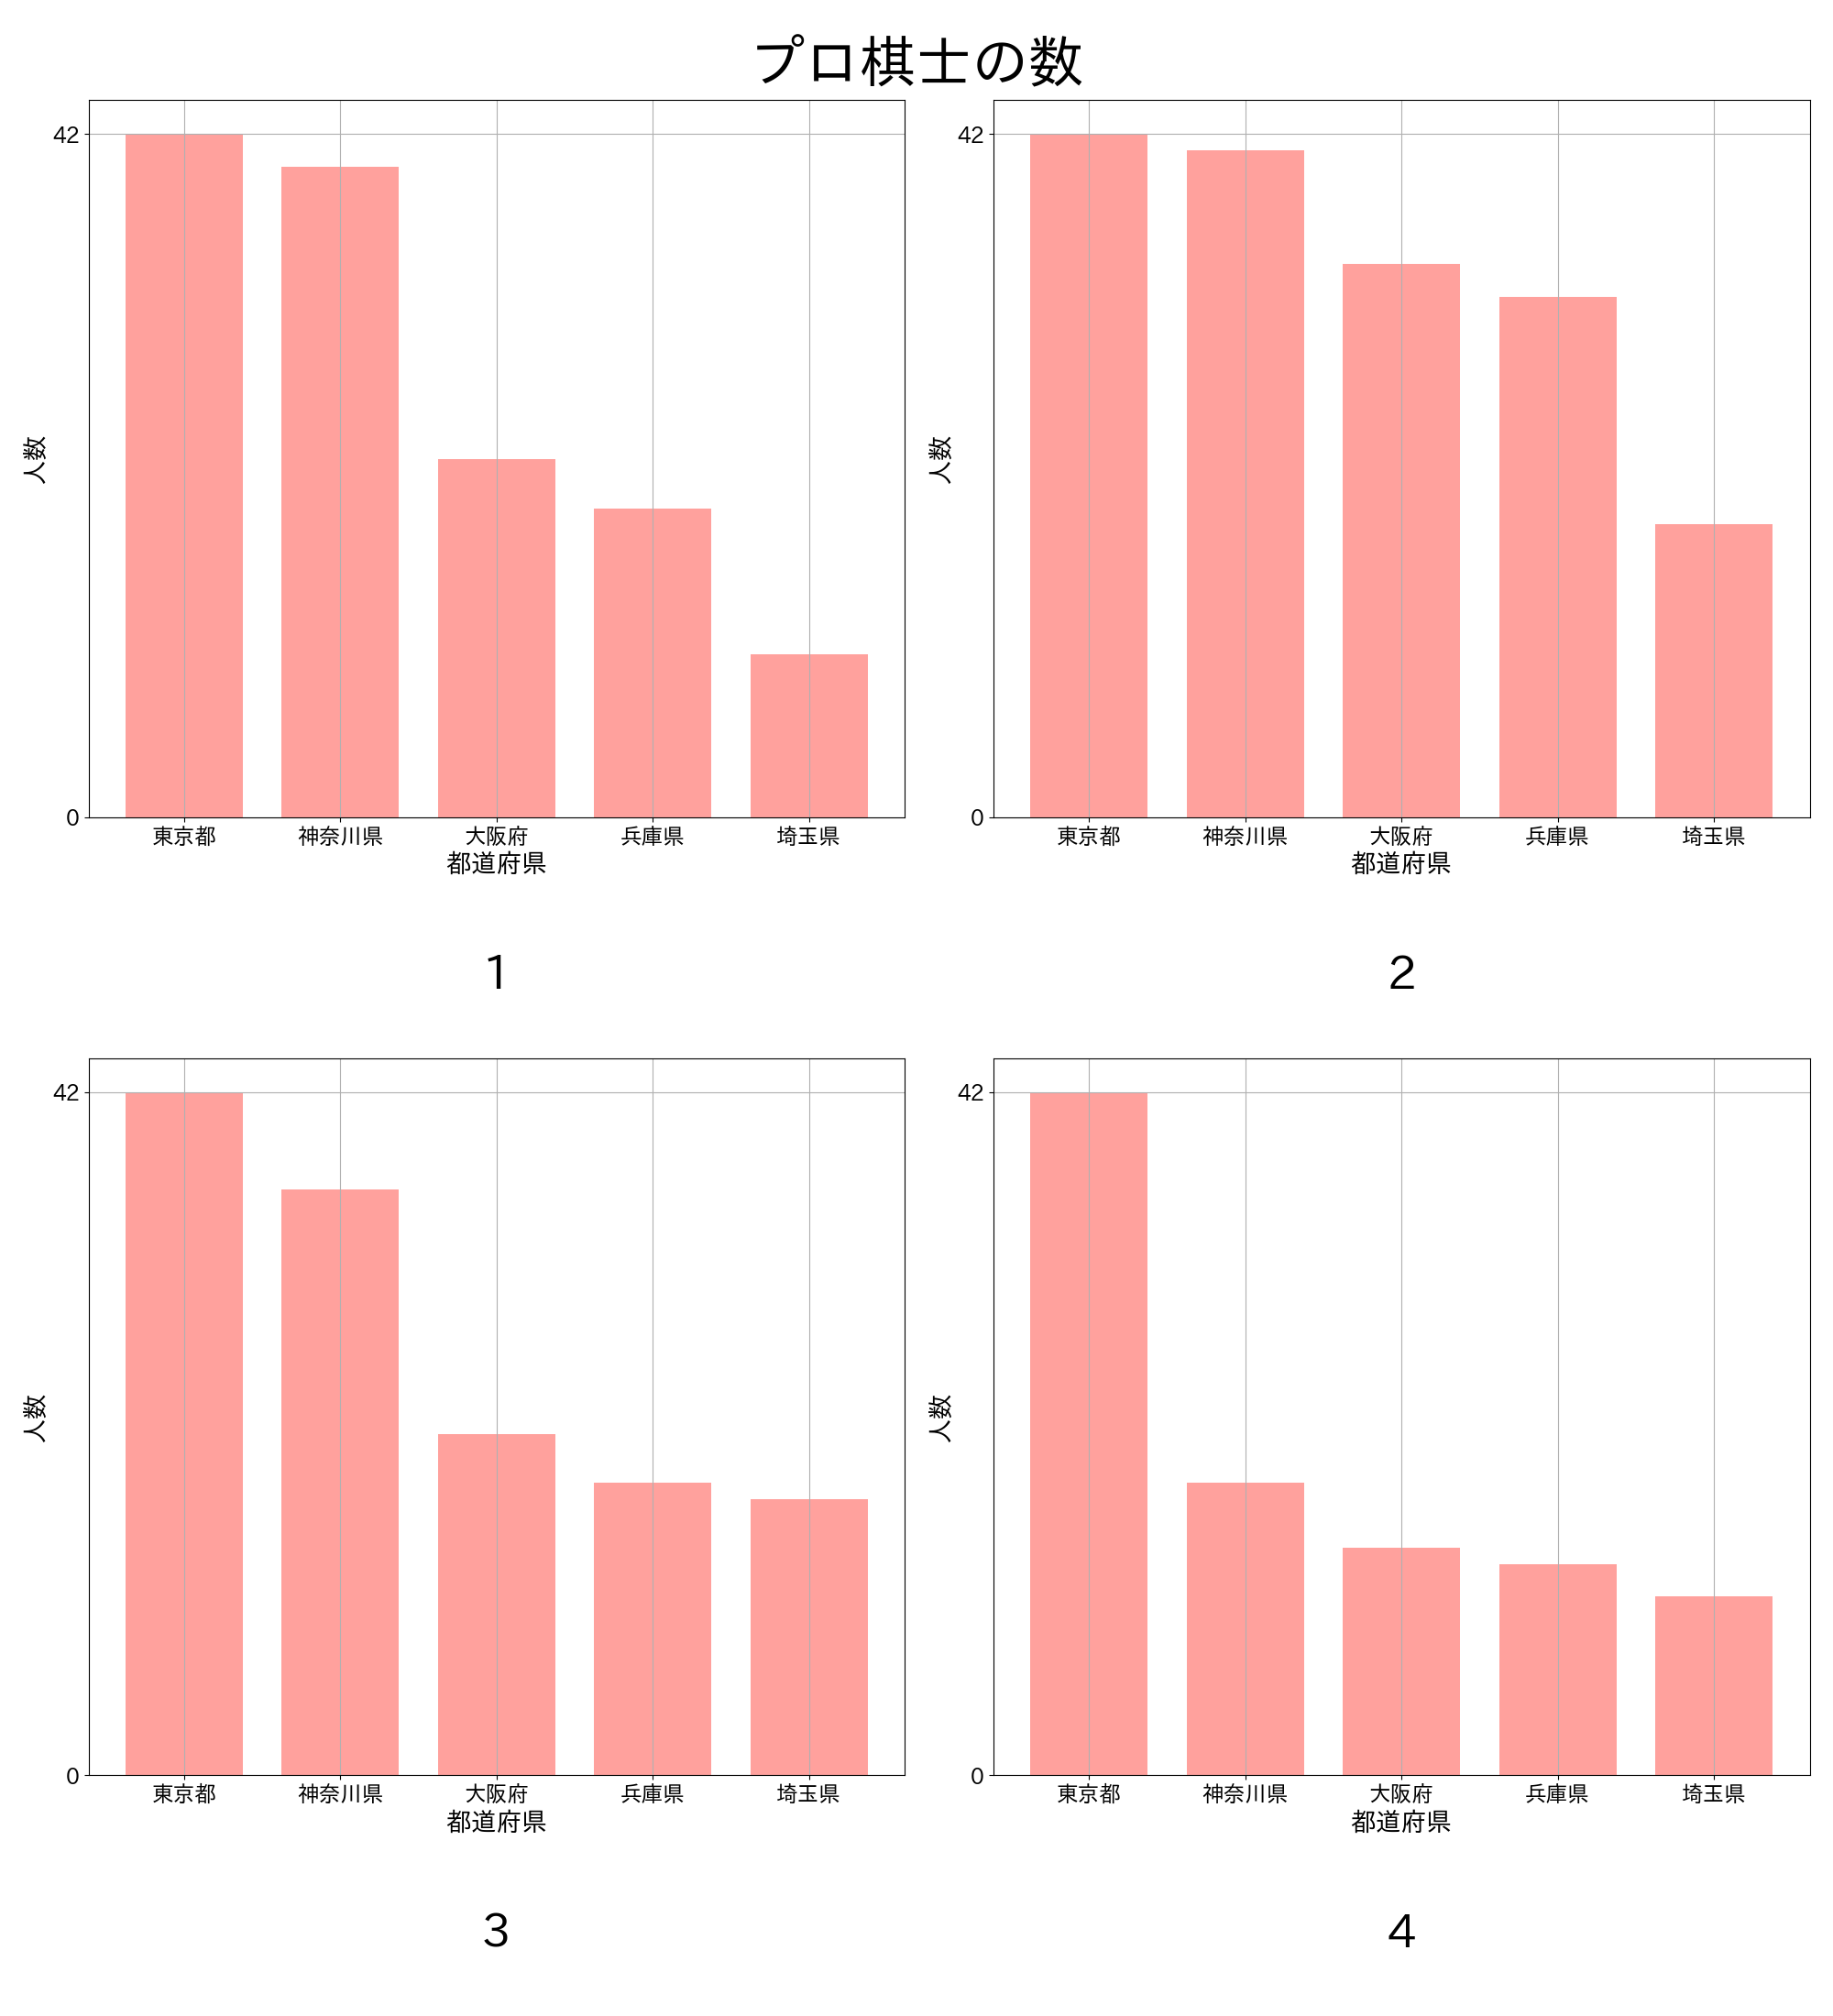 プロ棋士の数
42
0
人数
東京都 神奈川県 大阪府 兵庫県 埼玉県
都道府県
1
42
0
人数
東京都 神奈川県 大阪府 兵庫県 埼玉県
都道府県
2
42
0
人数
東京都 神奈川県 大阪府 兵庫県 埼玉県
都道府県
3
42
0
人数
東京都 神奈川県 大阪府 兵庫県 埼玉県
都道府県
4